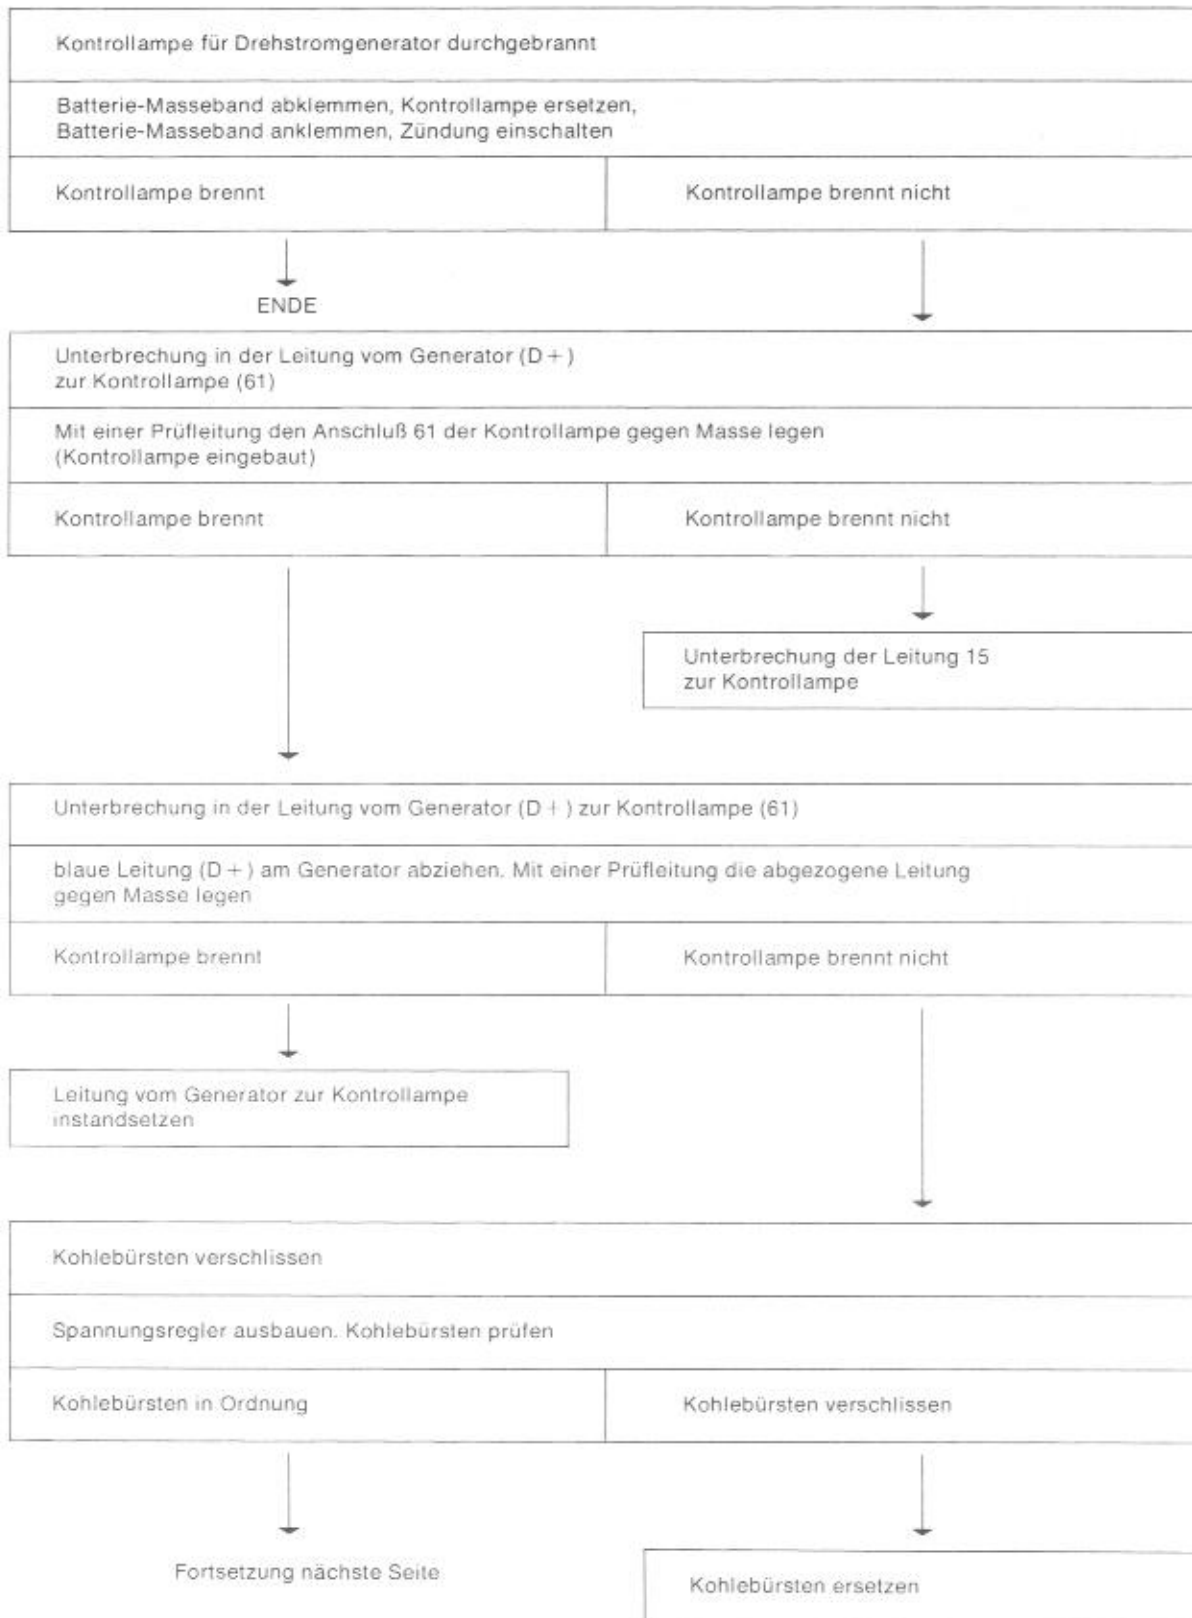 Kontrollampe für Drehstromgenerator durchgebrannt
Batterie-Masseband abklemmen, Kontrollampe ersetzen,
Batterie-Masseband anklemmen, Zündung einschalten
Kontrollampe brennt
Kontrollampe brennt nicht
ENDE
Unterbrechung in der Leitung vom Generator (D+)
zur Kontrollampe (61)
Mit einer Prüfleitung den Anschluß 61 der Kontrollampe gegen Masse legen
(Kontrollampe eingebaut)
Kontrollampe brennt
Kontrollampe brennt nicht
Unterbrechung der Leitung 15
zur Kontrollampe
Unterbrechung in der Leitung vom Generator (D+) zur Kontrollampe (61)
blaue Leitung (D+) am Generator abziehen. Mit einer Prüfleitung die abgezogene Leitung
gegen Masse legen
Kontrollampe brennt
Kontrollampe brennt nicht
Leitung vom Generator zur Kontrollampe
instandsetzen
Kohlebürsten verschlissen
Spannungsregler ausbauen. Kohlebürsten prüfen
Kohlebürsten in Ordnung
Kohlebürsten verschlissen
Fortsetzung nächste Seite
Kohlebürsten ersetzen